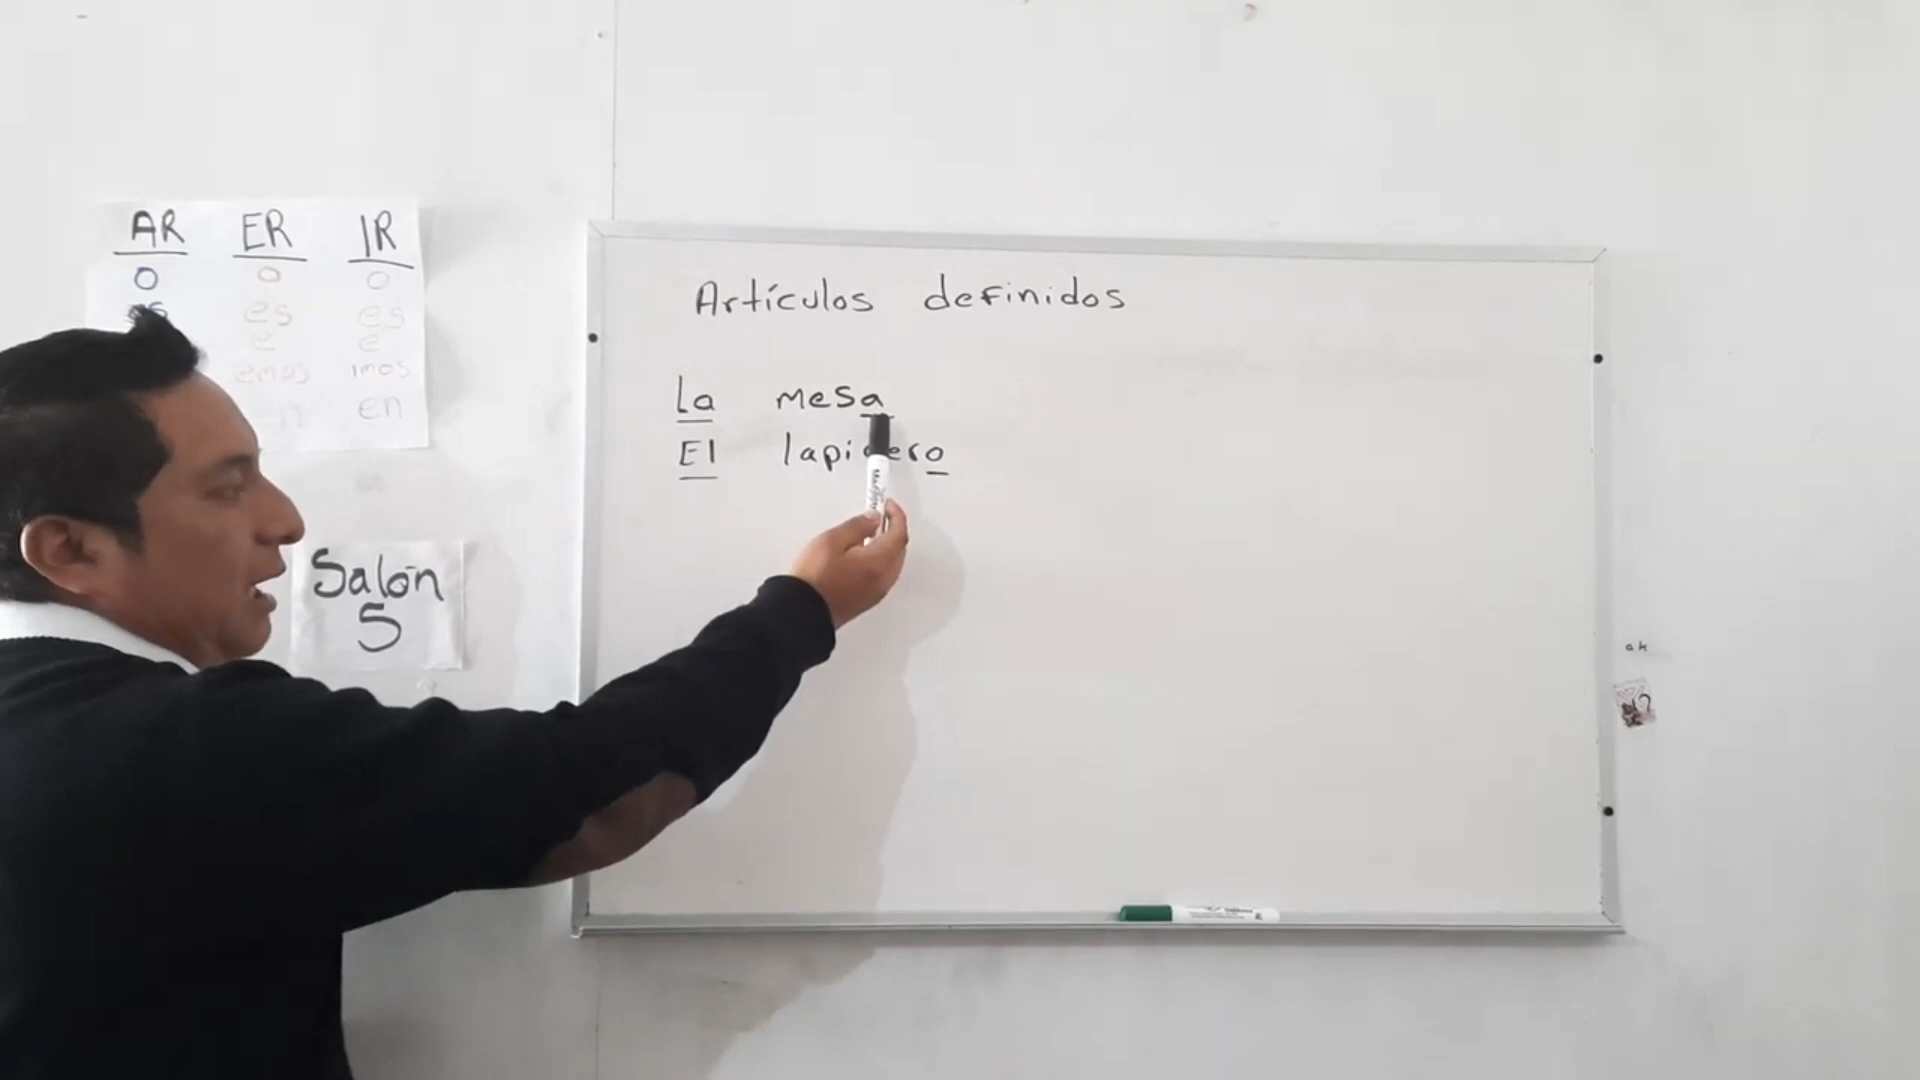 AR ER IR
o o o
es es
e e
emos imos
en
Salón
5
Artículos definidos
La mesa
El lapicero